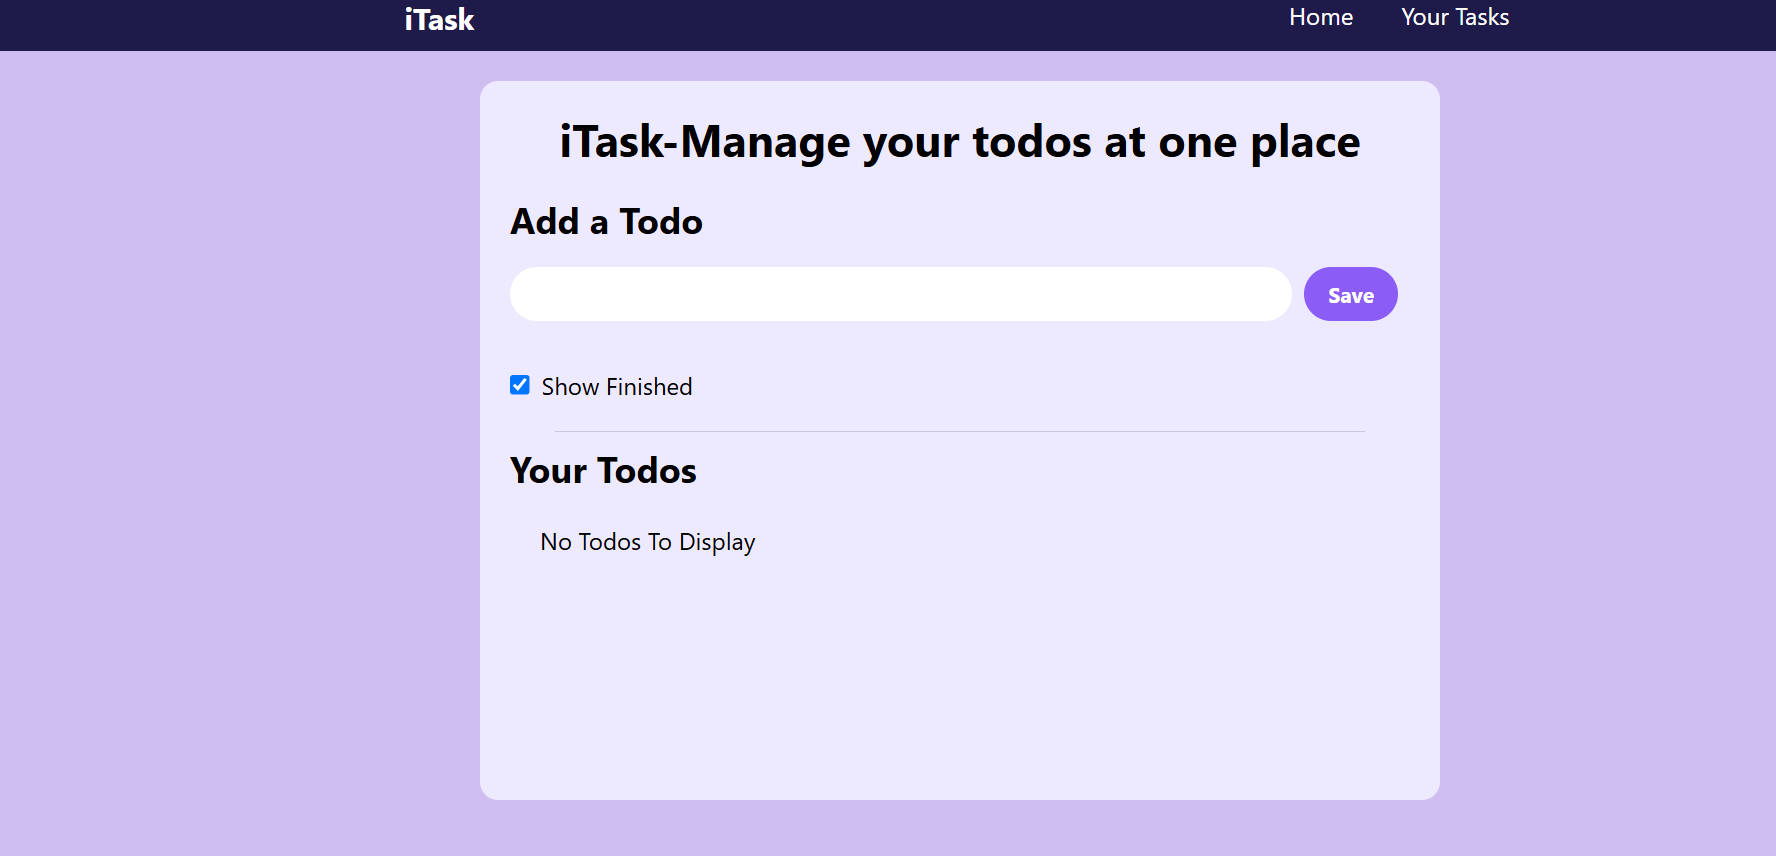 iTask
Home
Your Tasks
iTask-Manage your todos at one place
Add a Todo
Save
Show Finished
Your Todos
No Todos To Display